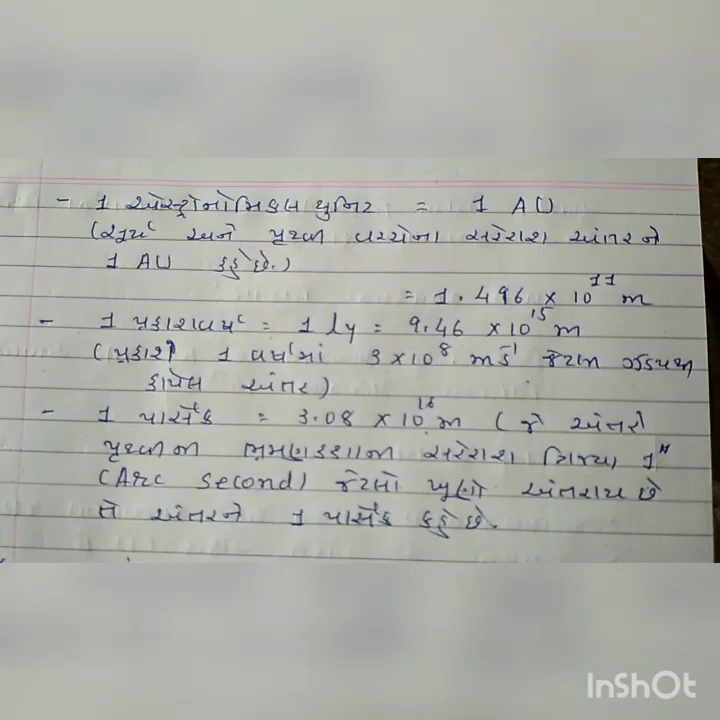 - 1 એસ્ટ્રોનોમિકલ યુનિટ = 1 AU
(સૂર્ય અને પૃથ્વી વચ્ચેના સરેરાશ અંતરને
1 AU કહે છે.)
= 1.496 × 10¹¹ m
- 1 પ્રકાશવર્ષ = 1 ly = 9.46 × 10¹⁵ m
(પ્રકાશે 1 વર્ષમાં 3 × 10⁸ ms⁻¹ જેટલા ઝડપથી
કાપેલ અંતર)
- 1 પાર્સેક = 3.08 × 10¹⁶ m (જે અંતરે
પૃથ્વીના ભ્રમણકક્ષાના સરેરાશ ત્રિજ્યા 1"
(Arc second) જેટલો ખૂણો અંતરાય છે
તે અંતરને 1 પાર્સેક કહે છે.
InShOt